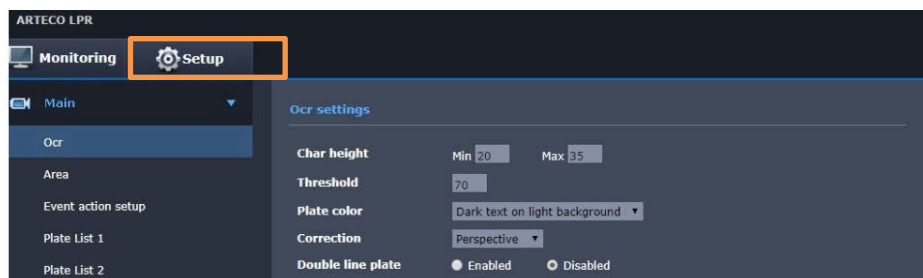 ARTECO LPR
Monitoring Setup
Main
Ocr
Area
Event action setup
Plate List 1
Plate List 2
Ocr settings
Char height Min 20 Max 35
Threshold 70
Plate color Dark text on light background
Correction Perspective
Double line plate Enabled Disabled